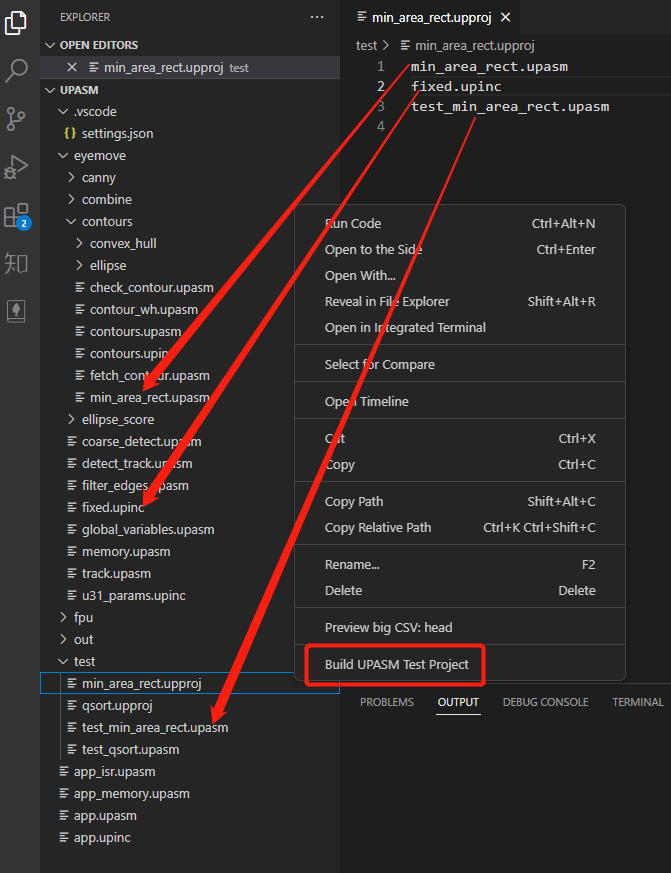 EXPLORER
···
OPEN EDITORS
min_area_rect.upproj test
UPASM
.vscode
{} settings.json
eyemove
canny
combine
contours
convex_hull
ellipse
check_contour.upasm
contour_wh.upasm
contours.upasm
contours.upinc
fetch_contour.upasm
min_area_rect.upasm
ellipse_score
coarse_detect.upasm
detect_track.upasm
filter_edges.upasm
fixed.upinc
global_variables.upasm
memory.upasm
track.upasm
u31_params.upinc
fpu
out
test
min_area_rect.upproj
qsort.upproj
test_min_area_rect.upasm
test_qsort.upasm
app_isr.upasm
app_memory.upasm
app.upasm
app.upinc
2
知
min_area_rect.upproj
test > min_area_rect.upproj
1 min_area_rect.upasm
2 fixed.upinc
3 test_min_area_rect.upasm
4
Run Code Ctrl+Alt+N
Open to the Side Ctrl+Enter
Open With...
Reveal in File Explorer Shift+Alt+R
Open in Integrated Terminal
Select for Compare
Open Timeline
Cut Ctrl+X
Copy Ctrl+C
Copy Path Shift+Alt+C
Copy Relative Path Ctrl+K Ctrl+Shift+C
Rename... F2
Delete Delete
Preview big CSV: head
Build UPASM Test Project
PROBLEMS OUTPUT DEBUG CONSOLE TERMINAL